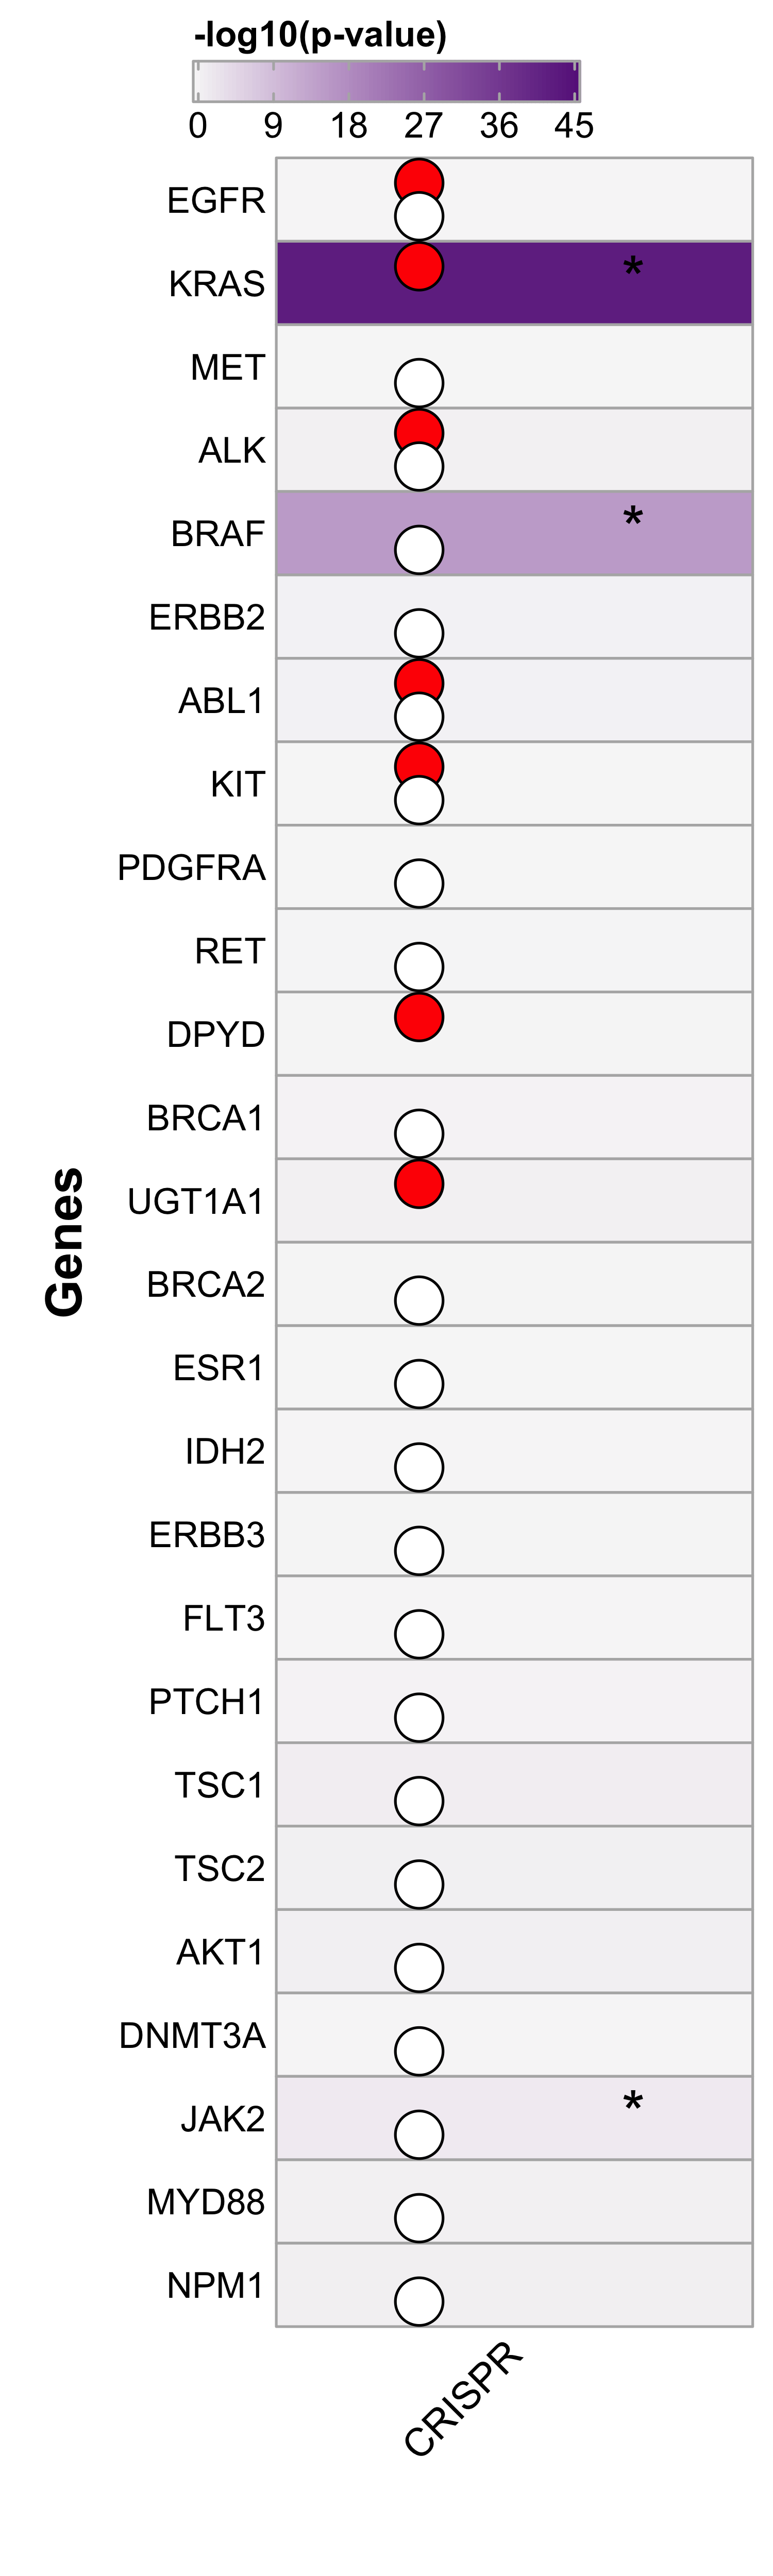 -log10(p-value)
0 9 18 27 36 45
EGFR
KRAS *
MET
ALK
BRAF *
ERBB2
ABL1
KIT
PDGFRA
RET
DPYD
BRCA1
UGT1A1
BRCA2
ESR1
IDH2
ERBB3
FLT3
PTCH1
TSC1
TSC2
AKT1
DNMT3A
JAK2 *
MYD88
NPM1
Genes
CRISPR